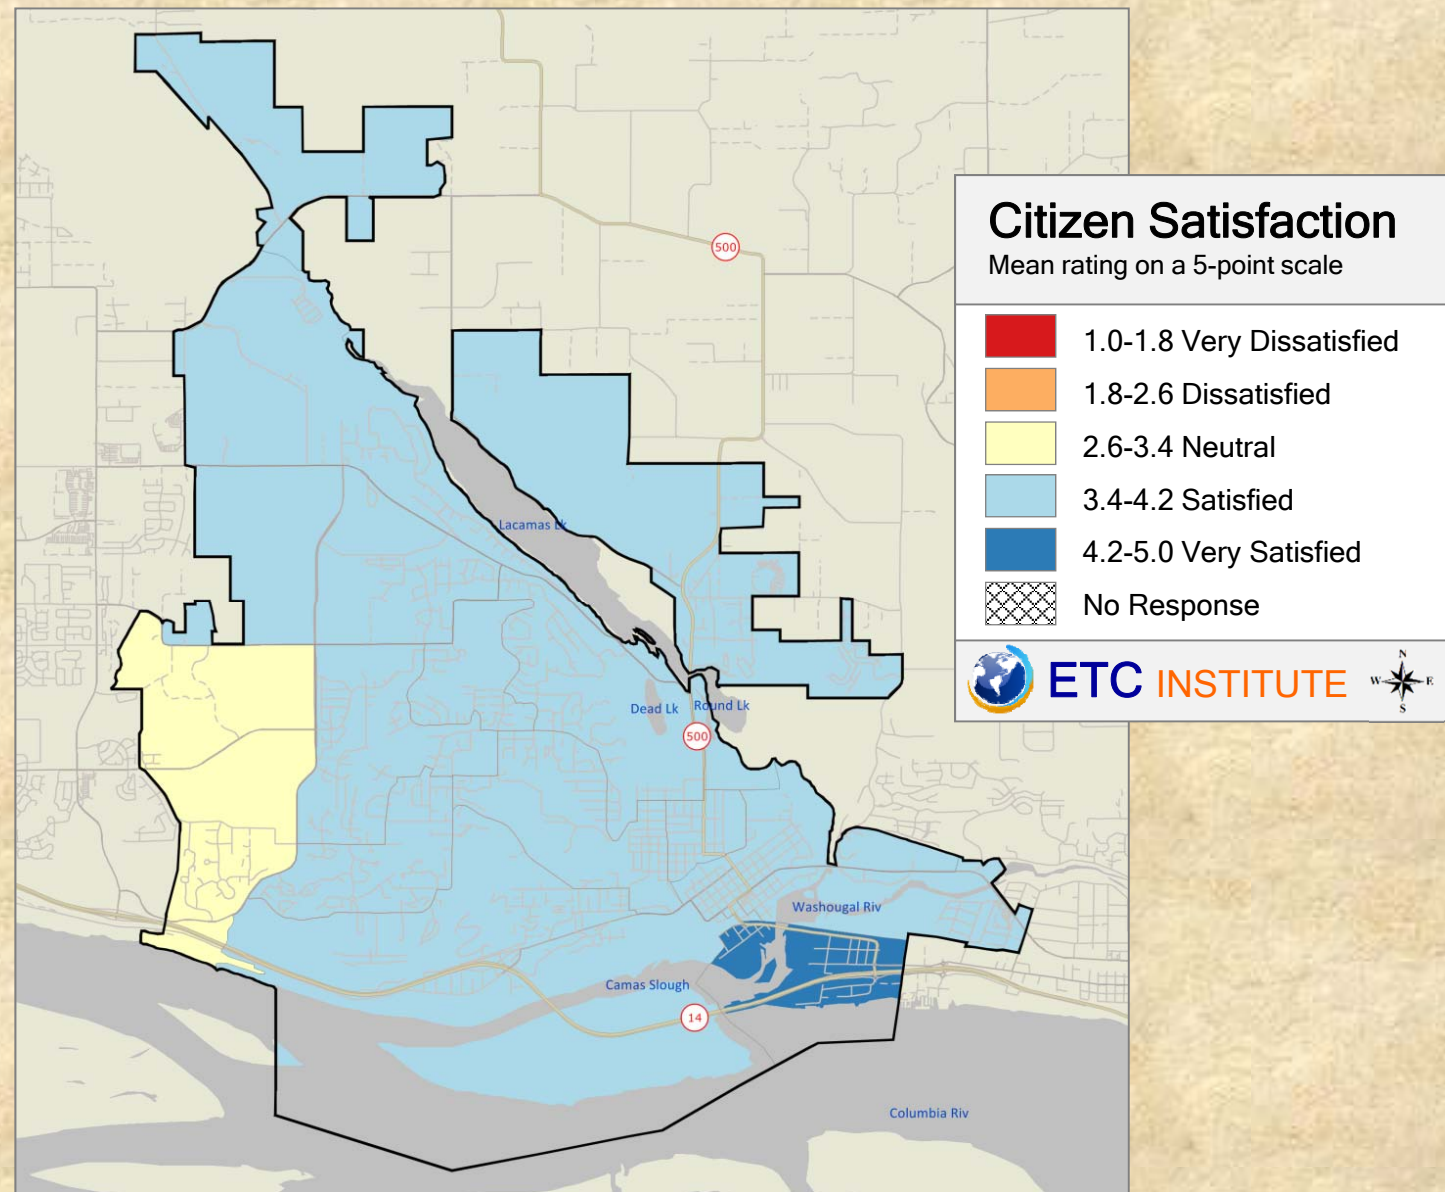 500
Citizen Satisfaction
Mean rating on a 5-point scale
1.0-1.8 Very Dissatisfied
1.8-2.6 Dissatisfied
2.6-3.4 Neutral
3.4-4.2 Satisfied
4.2-5.0 Very Satisfied
No Response
ETC INSTITUTE
N
W E
S
Lacamas Lk
Dead Lk
Round Lk
500
Washougal Riv
Camas Slough
14
Columbia Riv